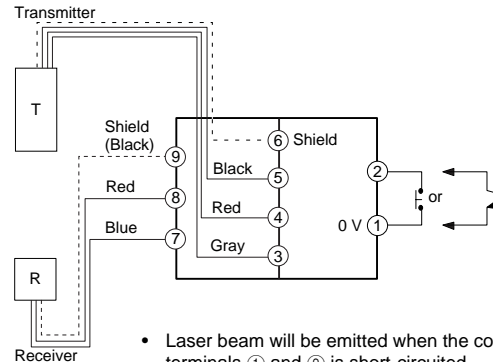 Transmitter
T
Shield
(Black)
⑨
⑥ Shield
Black
⑤
②
Red
⑧
Red
④
or
0 V ①
Blue
⑦
Gray
③
R
Receiver
• Laser beam will be emitted when the co
terminals ① and ② is short-circuited